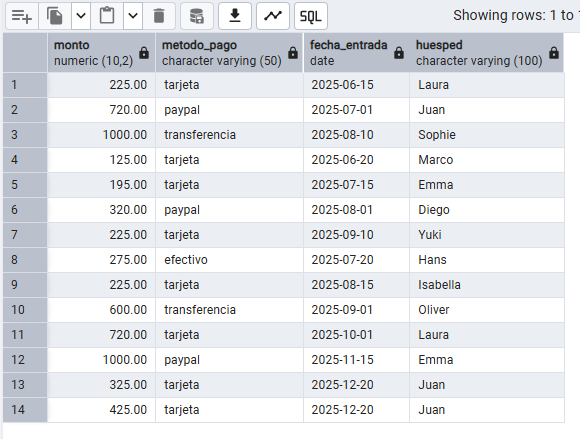 SQL
Showing rows: 1 to
monto metodo_pago fecha_entrada huesped
numeric (10,2) character varying (50) date character varying (100)
1 225.00 tarjeta 2025-06-15 Laura
2 720.00 paypal 2025-07-01 Juan
3 1000.00 transferencia 2025-08-10 Sophie
4 125.00 tarjeta 2025-06-20 Marco
5 195.00 tarjeta 2025-07-15 Emma
6 320.00 paypal 2025-08-01 Diego
7 225.00 tarjeta 2025-09-10 Yuki
8 275.00 efectivo 2025-07-20 Hans
9 225.00 tarjeta 2025-08-15 Isabella
10 600.00 transferencia 2025-09-01 Oliver
11 720.00 tarjeta 2025-10-01 Laura
12 1000.00 paypal 2025-11-15 Emma
13 325.00 tarjeta 2025-12-20 Juan
14 425.00 tarjeta 2025-12-20 Juan